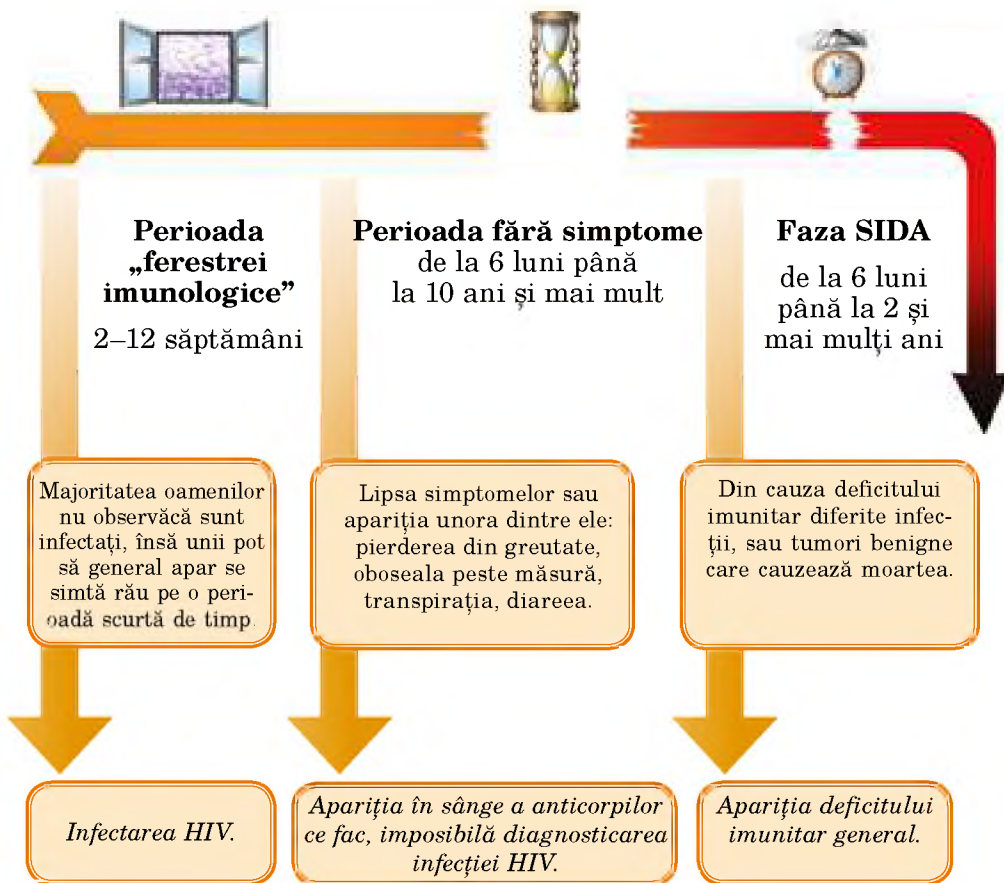 Perioada
„ferestrei
imunologice”
2–12 săptămâni
Perioada fără simptome
de la 6 luni până
la 10 ani și mai mult
Faza SIDA
de la 6 luni
până la 2 și
mai mulți ani
Majoritatea oamenilor
nu observăcă sunt
infectați, însă unii pot
să general apar se
simtă rău pe o peri-
oadă scurtă de timp.
Lipsa simptomelor sau
apariția unora dintre ele:
pierderea din greutate,
oboseala peste măsură,
transpirația, diareea.
Din cauza deficitului
imunitar diferite infec-
ții, sau tumori benigne
care cauzează moartea.
Infectarea HIV.
Apariția în sânge a anticorpilor
ce fac, imposibilă diagnosticarea
infecției HIV.
Apariția deficitului
imunitar general.